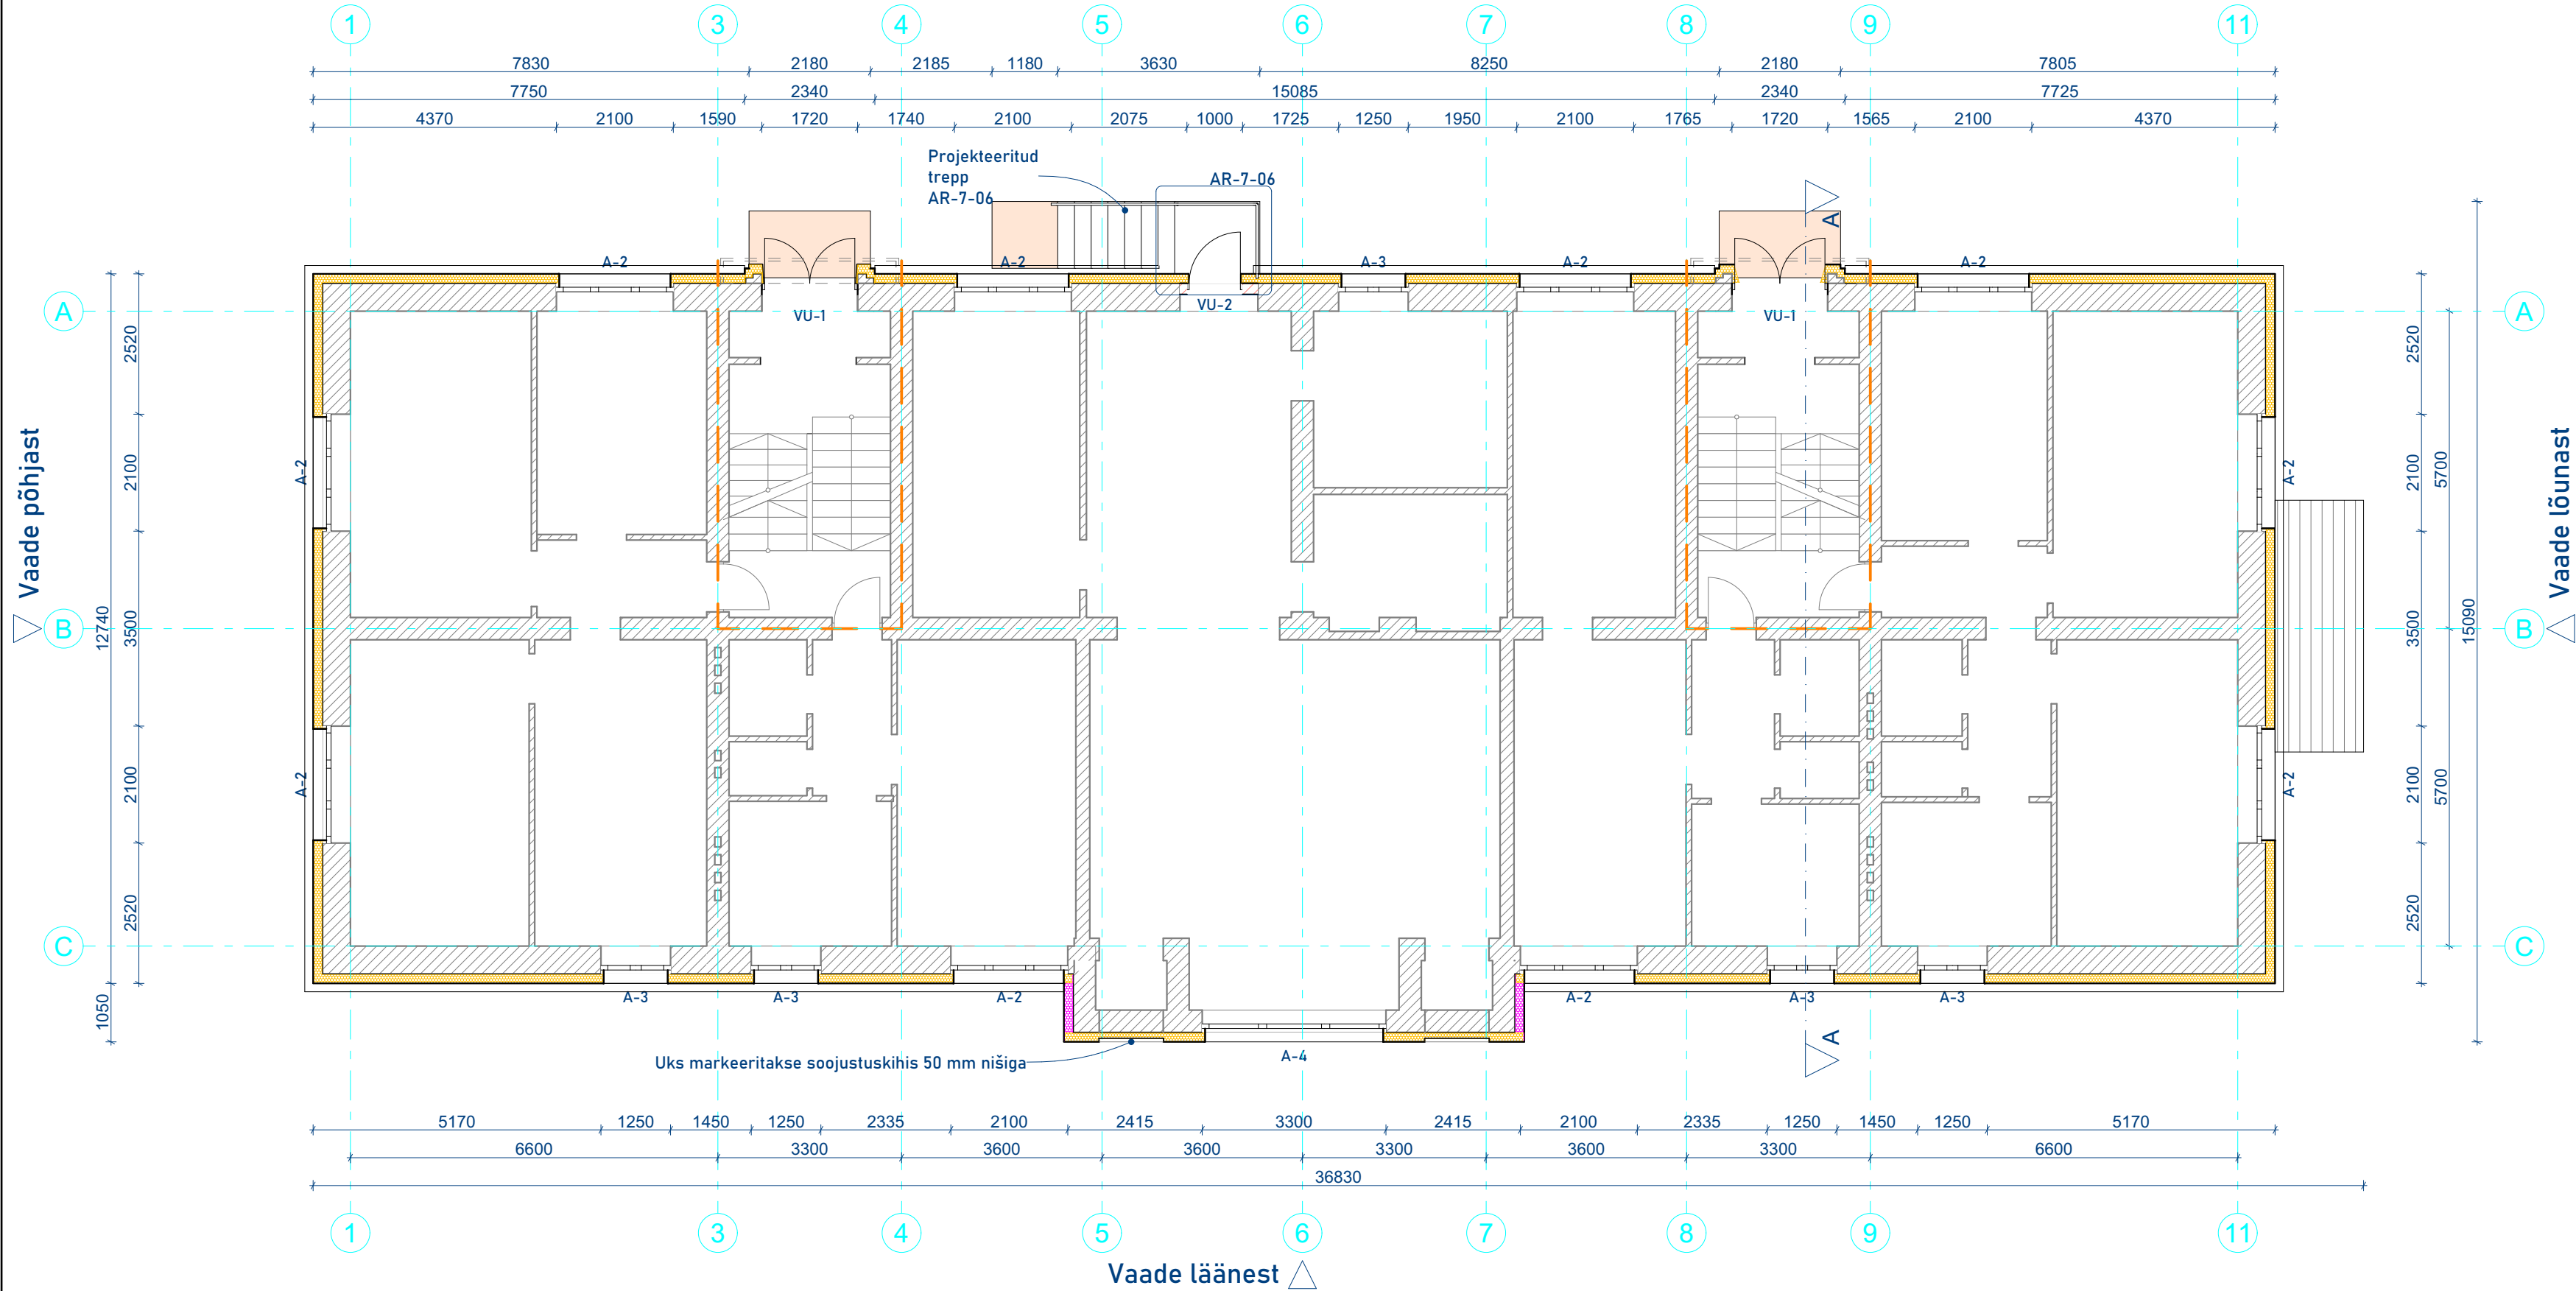 1 3 4 5 6 7 8 9 11
7830 2180 2185 1180 3630 8250 2180 7805
7750 2340 15085 2340 7725
4370 2100 1590 1720 1740 2100 2075 1000 1725 1250 1950 2100 1765 1720 1565 2100 4370
Projekteeritud
trepp
AR-7-06
AR-7-06
A
A-2 A-2 A-3 A-2 A-2
VU-1 VU-2 VU-1
A A
2520 2520
Vaade põhjast
Vaade lõunast
A-2 2100 2100 5700 A-2
B B
12740 3500 3500 15090
A-2 2100 2100 5700 A-2
2520 2520
C C
1050
A-3 A-3 A-2 A-2 A-3 A-3
A
A-4
Uks markeeritakse soojustuskihis 50 mm nišiga
5170 1250 1450 1250 2335 2100 2415 3300 2415 2100 2335 1250 1450 1250 5170
6600 3300 3600 3600 3300 3600 3300 6600
36830
1 3 4 5 6 7 8 9 11
Vaade läänest